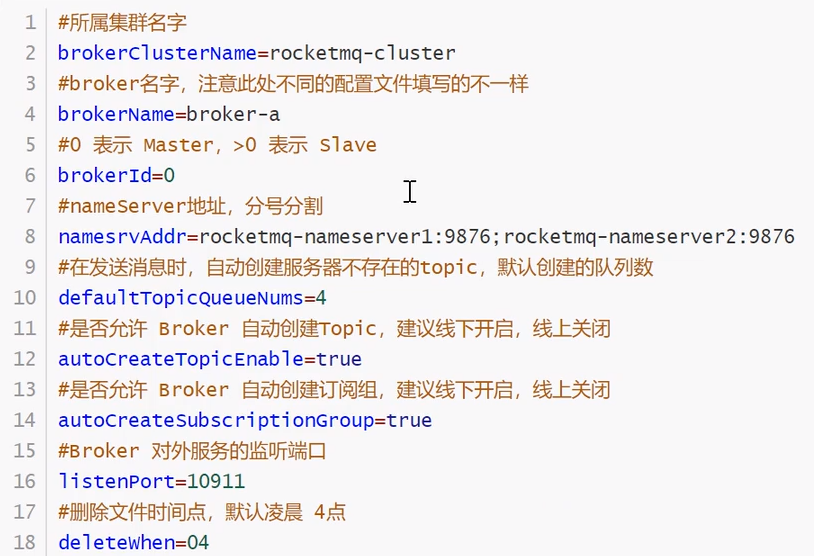 1 #所属集群名字
2 brokerClusterName=rocketmq-cluster
3 #broker名字，注意此处不同的配置文件填写的不一样
4 brokerName=broker-a
5 #0 表示 Master，>0 表示 Slave
6 brokerId=0
7 #nameServer地址，分号分割
8 namesrvAddr=rocketmq-nameserver1:9876;rocketmq-nameserver2:9876
9 #在发送消息时，自动创建服务器不存在的topic，默认创建的队列数
10 defaultTopicQueueNums=4
11 #是否允许 Broker 自动创建Topic，建议线下开启，线上关闭
12 autoCreateTopicEnable=true
13 #是否允许 Broker 自动创建订阅组，建议线下开启，线上关闭
14 autoCreateSubscriptionGroup=true
15 #Broker 对外服务的监听端口
16 listenPort=10911
17 #删除文件时间点，默认凌晨 4点
18 deleteWhen=04